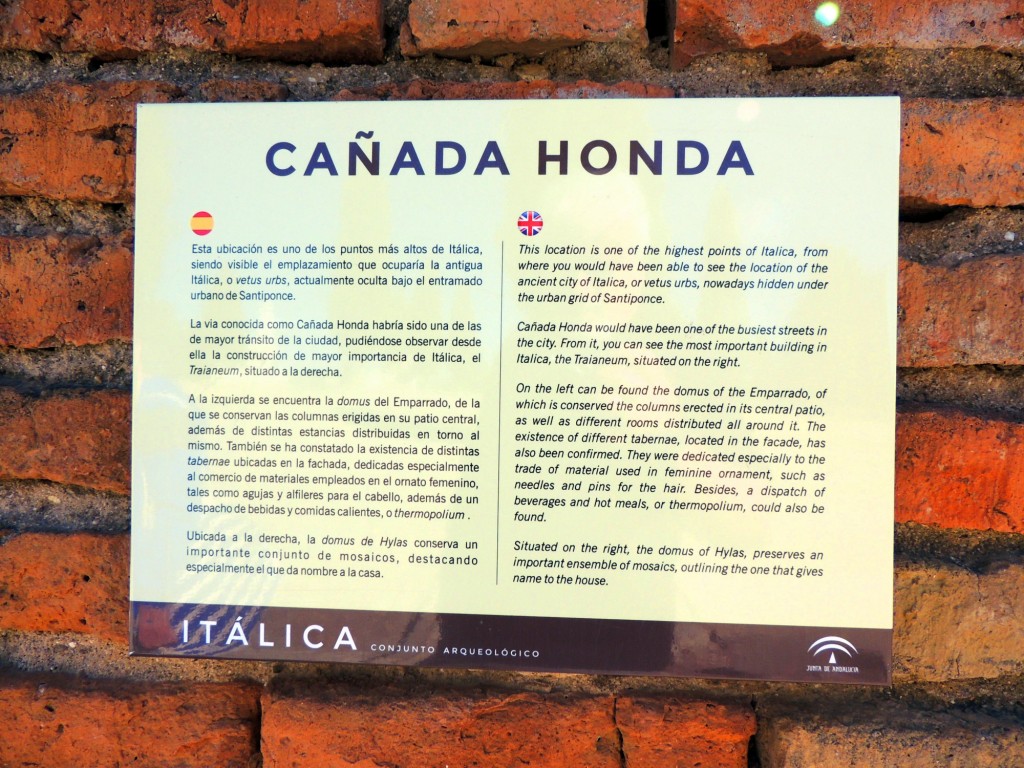 CAÑADA HONDA
Esta ubicación es uno de los puntos más altos de Itálica,
siendo visible el emplazamiento que ocuparía la antigua
Itálica, o vetus urbs, actualmente oculta bajo el entramado
urbano de Santiponce.
La via conocida como Cañada Honda habría sido una de las
de mayor tránsito de la ciudad, pudiéndose observar desde
ella la construcción de mayor importancia de Itálica, el
Traianeum, situado a la derecha.
A la izquierda se encuentra la domus del Emparrado, de la
que se conservan las columnas erigidas en su patio central,
además de distintas estancias distribuidas en torno al
mismo. También se ha constatado la existencia de distintas
tabernae ubicadas en la fachada, dedicadas especialmente
al comercio de materiales empleados en el ornato femenino,
tales como agujas y alfileres para el cabello, además de un
despacho de bebidas y comidas calientes, o thermopolium .
Ubicada a la derecha, la domus de Hylas conserva un
importante conjunto de mosaicos, destacando
especialmente el que da nombre a la casa.
This location is one of the highest points of Italica, from
where you would have been able to see the location of the
ancient city of Italica, or vetus urbs, nowadays hidden under
the urban grid of Santiponce.
Cañada Honda would have been one of the busiest streets in
the city. From it, you can see the most important building in
Italica, the Traianeum, situated on the right.
On the left can be found the domus of the Emparrado, of
which is conserved the columns erected in its central patio,
as well as different rooms distributed all around it. The
existence of different tabernae, located in the facade, has
also been confirmed. They were dedicated especially to the
trade of material used in feminine ornament, such as
needles and pins for the hair. Besides, a dispatch of
beverages and hot meals, or thermopolium, could also be
found.
Situated on the right, the domus of Hylas, preserves an
important ensemble of mosaics, outlining the one that gives
name to the house.
ITÁLICA CONJUNTO ARQUEOLÓGICO
JUNTA DE ANDALUCIA